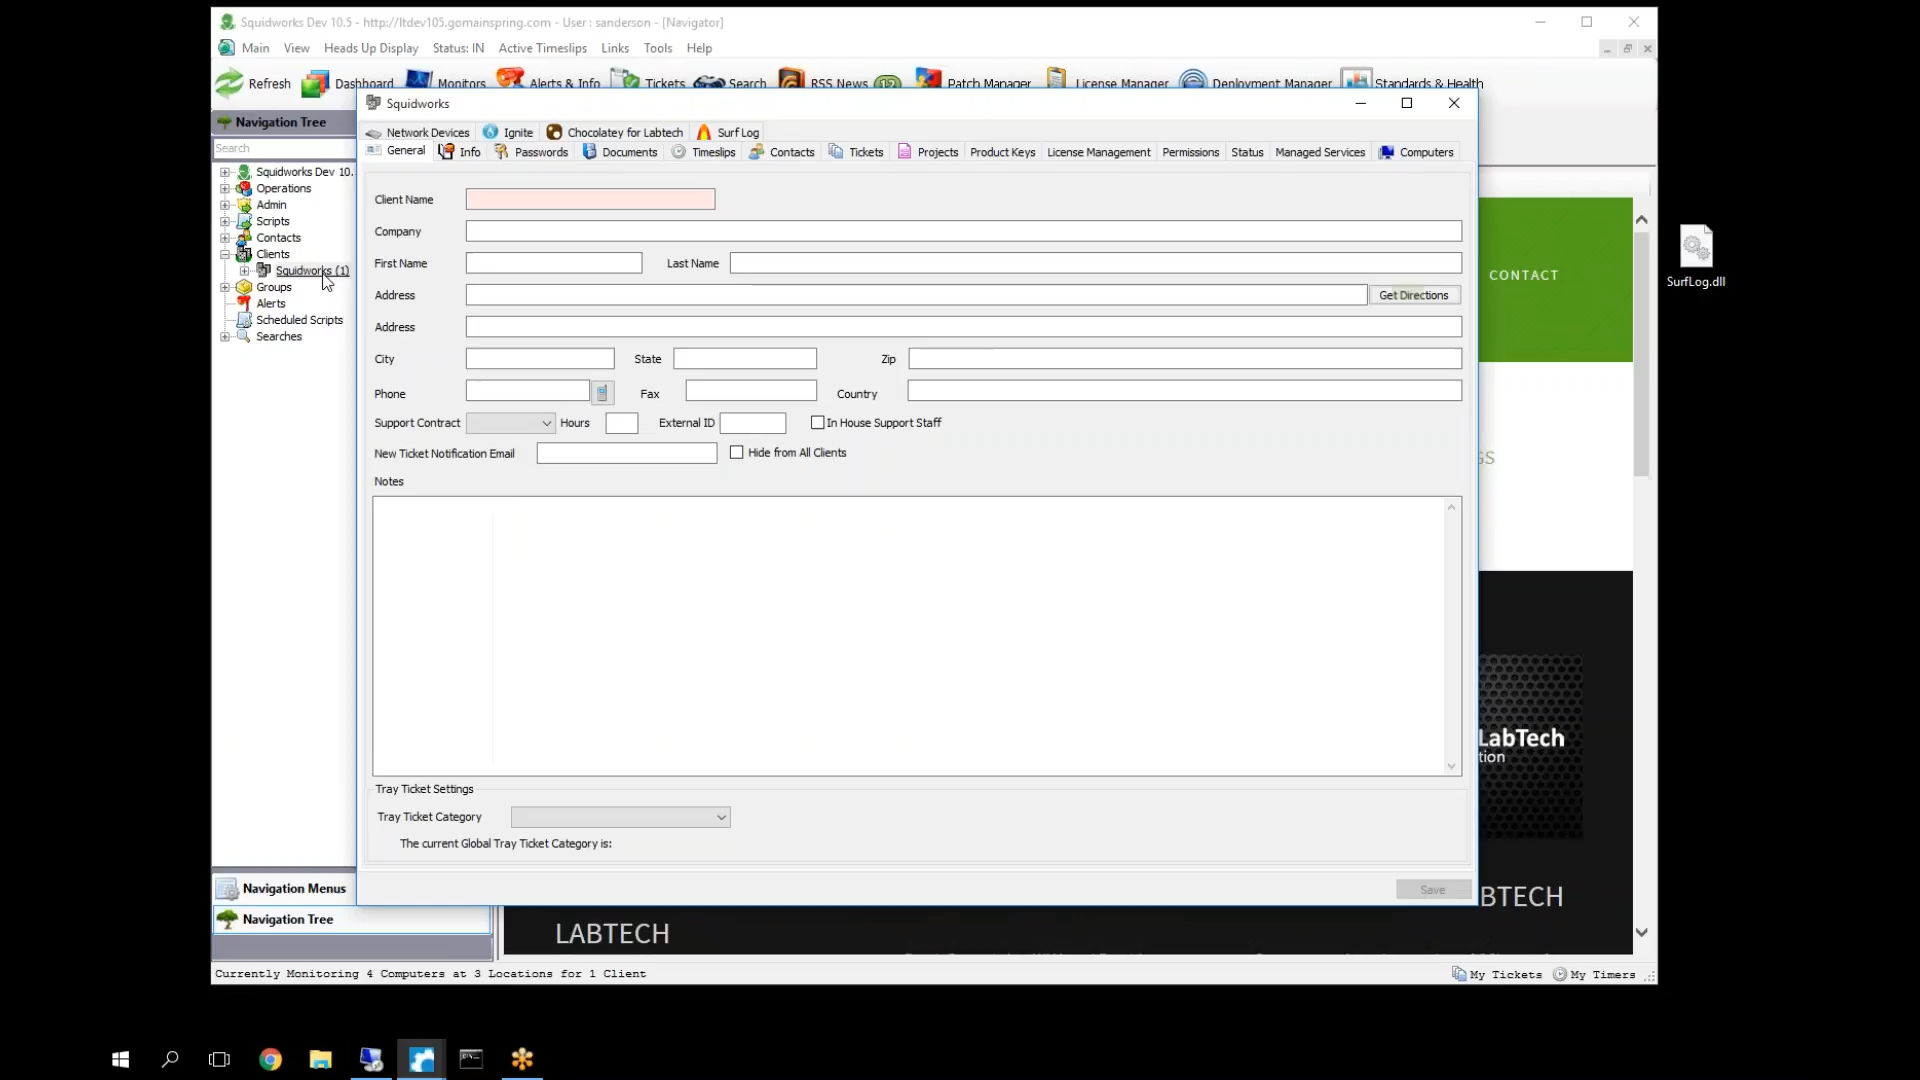 Squidworks Dev 10.5 - http://ltdev105.gomainspring.com - User : sanderson - [Navigator]
Main View Heads Up Display Status: IN Active Timeslips Links Tools Help
Refresh Dashboard Monitors Alerts & Info Tickets Search RSS News Patch Manager License Manager Deployment Manager Standards & Health
Squidworks
Navigation Tree
Search
Network Devices Ignite Chocolatey for Labtech Surf Log
General Info Passwords Documents Timeslips Contacts Tickets Projects Product Keys License Management Permissions Status Managed Services Computers
Squidworks Dev 10.
Operations
Admin
Scripts
Contacts
Clients
Squidworks (1)
Groups
Alerts
Scheduled Scripts
Searches
Client Name
Company
First Name Last Name
Address Get Directions
Address
City State Zip
Phone Fax Country
Support Contract Hours External ID In House Support Staff
New Ticket Notification Email Hide from All Clients
Notes
Tray Ticket Settings
Tray Ticket Category
The current Global Tray Ticket Category is:
Save
CONTACT
GS
LabTech
tion
BTECH
LABTECH
SurfLog.dll
Navigation Menus
Navigation Tree
Currently Monitoring 4 Computers at 3 Locations for 1 Client
My Tickets My Timers